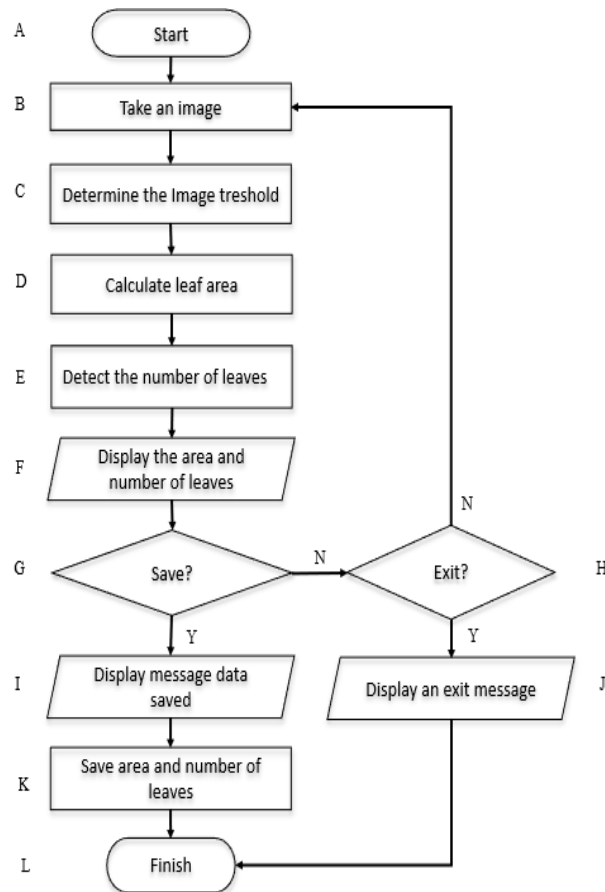 A
Start
B
Take an image
C
Determine the Image treshold
D
Calculate leaf area
E
Detect the number of leaves
F
Display the area and
number of leaves
N
G
Save?
N
Exit?
H
Y
Y
I
Display message data
saved
Display an exit message
J
K
Save area and number of
leaves
L
Finish